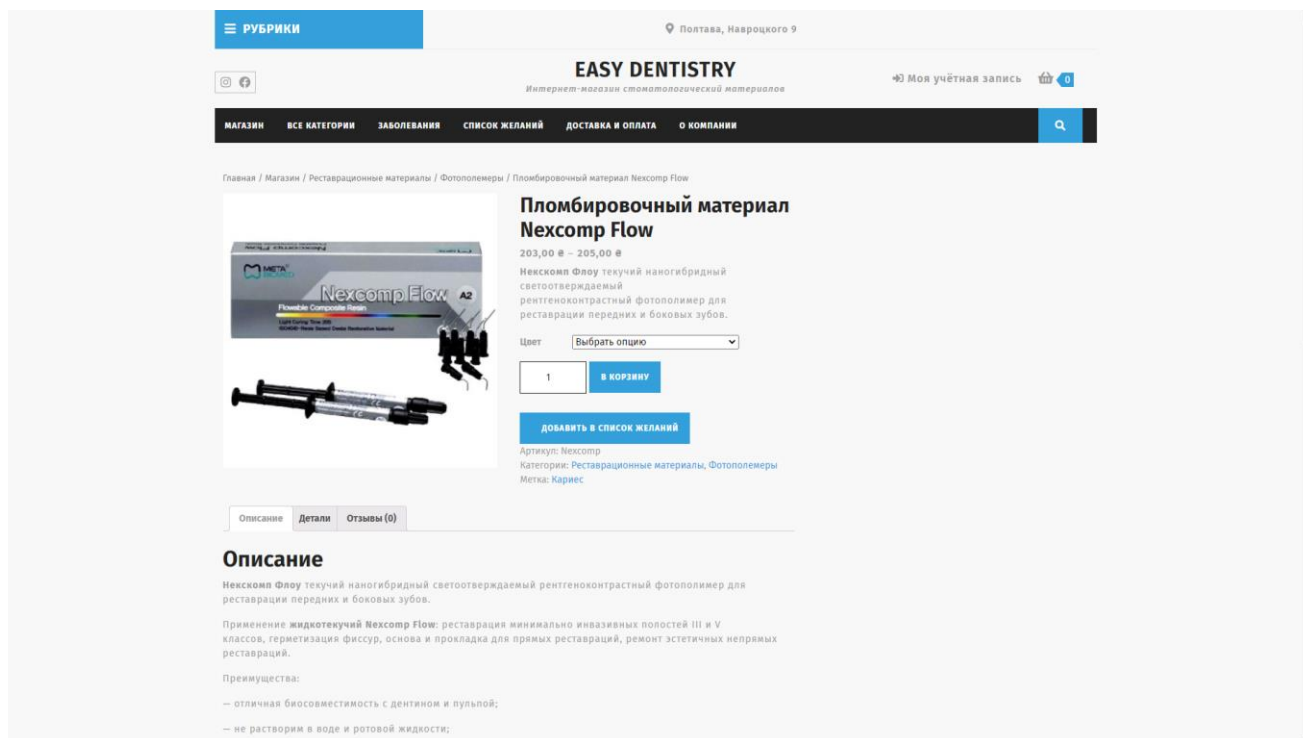 РУБРИКИ
Полтава, Навроцкого 9
EASY DENTISTRY
Интернет-магазин стоматологический материалов
Моя учётная запись
0
МАГАЗИН ВСЕ КАТЕГОРИИ ЗАБОЛЕВАНИЯ СПИСОК ЖЕЛАНИЙ ДОСТАВКА И ОПЛАТА О КОМПАНИИ
Главная / Магазин / Реставрационные материалы / Фотополемеры / Пломбировочный материал Nexcomp Flow
META
BIOMED
Nexcomp Flow
A2
Flowable Composite Resin
Пломбировочный материал
Nexcomp Flow
203,00 ₴ – 205,00 ₴
Некскомп Флоу текучий наногибридный
светоотверждаемый
рентгеноконтрастный фотополимер для
реставрации передних и боковых зубов.
Цвет Выбрать опцию
1 В КОРЗИНУ
ДОБАВИТЬ В СПИСОК ЖЕЛАНИЙ
Артикул: Nexcomp
Категории: Реставрационные материалы, Фотополемеры
Метка: Кариес
Описание Детали Отзывы (0)
Описание
Некскомп Флоу текучий наногибридный светоотверждаемый рентгеноконтрастный фотополимер для
реставрации передних и боковых зубов.
Применение жидкотекучий Nexcomp Flow: реставрация минимально инвазивных полостей III и V
классов, герметизация фиссур, основа и прокладка для прямых реставраций, ремонт эстетичных непрямых
реставраций.
Преимущества:
— отличная биосовместимость с дентином и пульпой;
— не растворим в воде и ротовой жидкости;